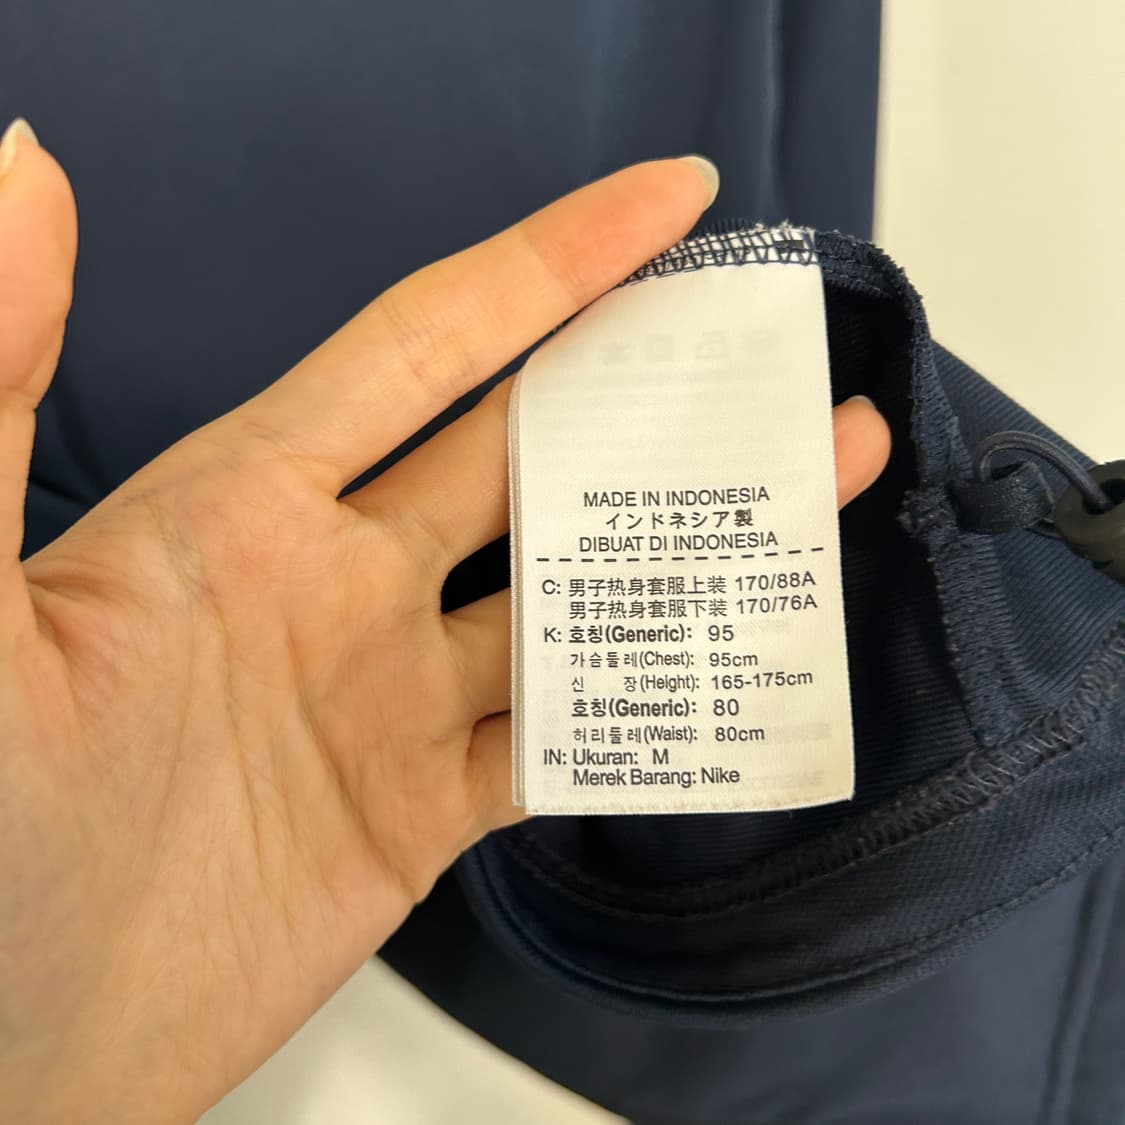 MADE IN INDONESIA
インドネシア製
DIBUAT DI INDONESIA
C: 男子热身套服上装 170/88A
男子热身套服下装 170/76A
K: 호칭(Generic): 95
가슴둘레(Chest): 95cm
신 장(Height): 165-175cm
호칭(Generic): 80
허리둘레(Waist): 80cm
IN: Ukuran: M
Merek Barang: Nike